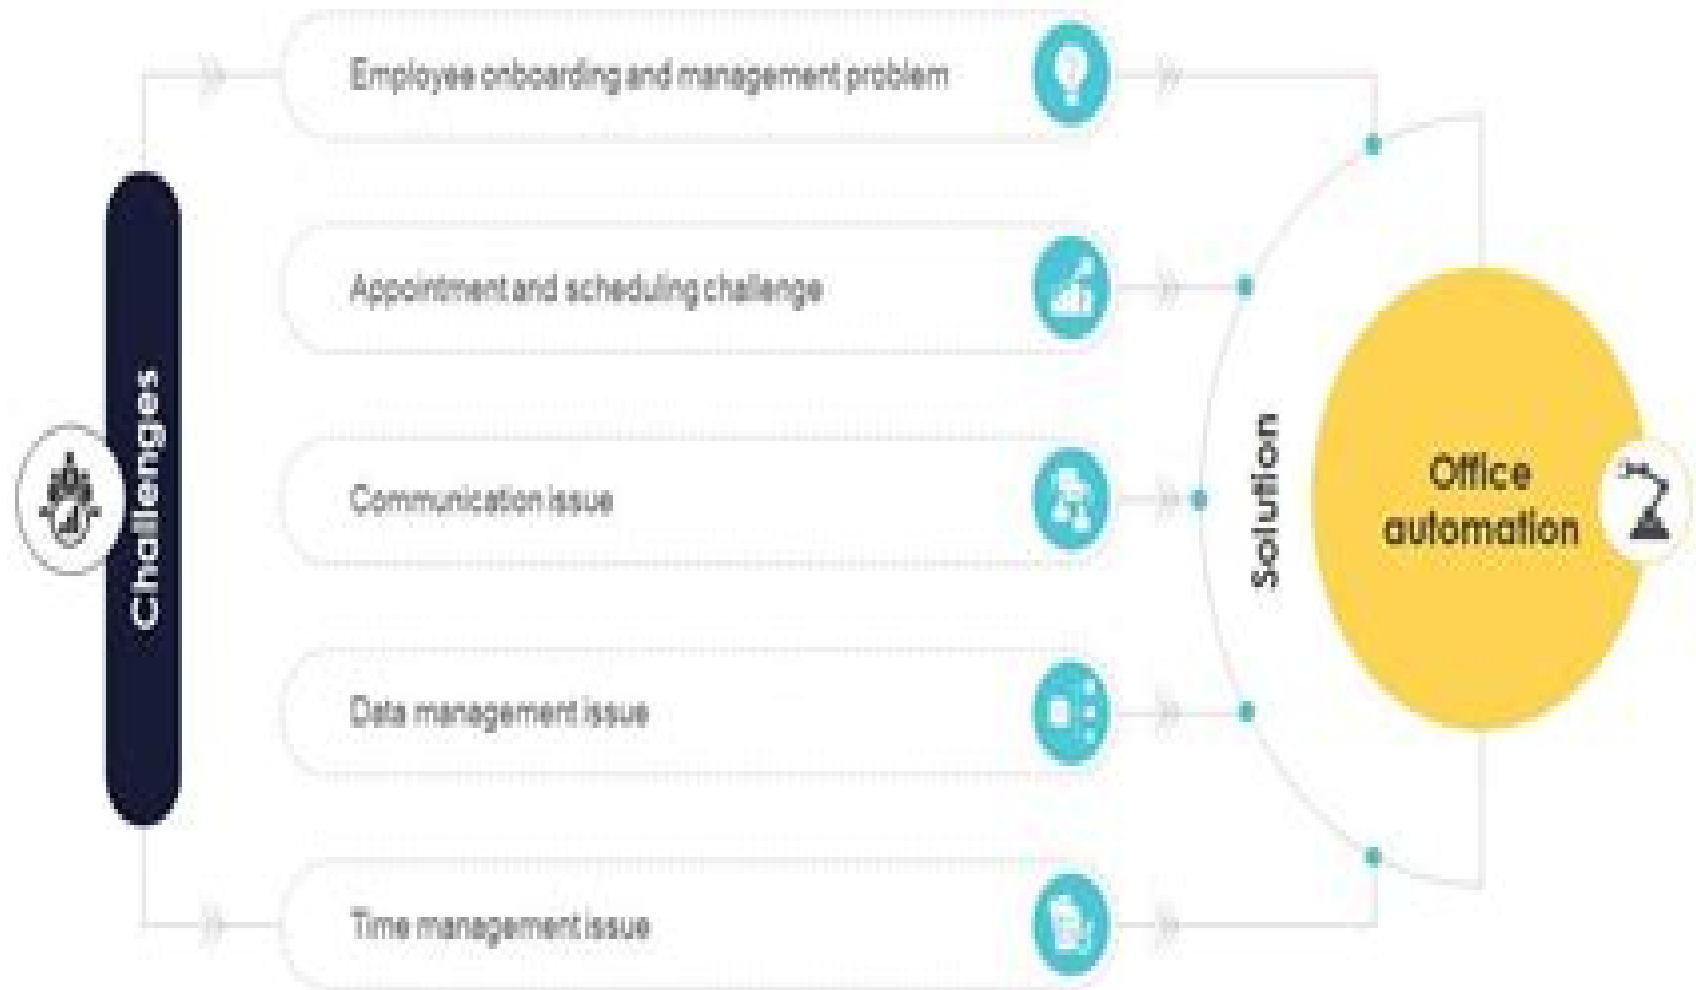 Challenges
Employee onboarding and management problem
Appointment and scheduling challenge
Communication issue
Data management issue
Time management issue
Solution
Office
automation